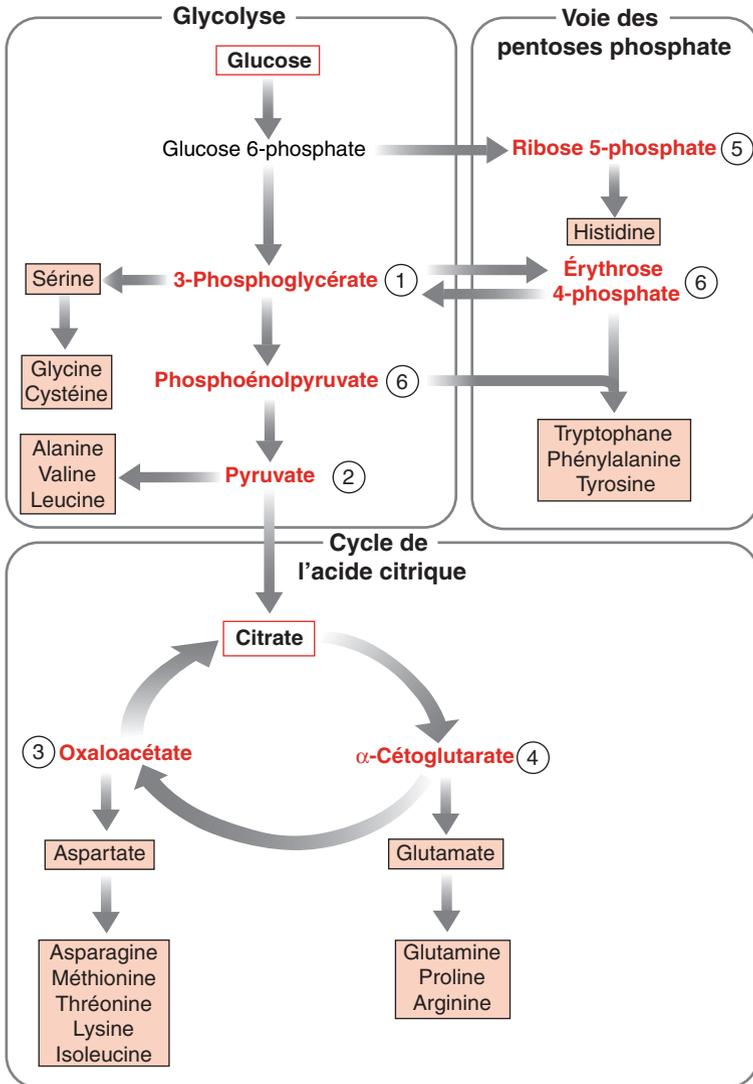 Glycolyse
Glucose
Glucose 6-phosphate
3-Phosphoglycérate
1
Sérine
Glycine
Cystéine
Phosphoénolpyruvate
6
Alanine
Valine
Leucine
Pyruvate
2
Voie des
pentoses phosphate
Ribose 5-phosphate
5
Histidine
Érythrose
4-phosphate
6
Tryptophane
Phénylalanine
Tyrosine
Cycle de
l'acide citrique
Citrate
3
Oxaloacétate
α-Cétoglutarate
4
Aspartate
Glutamate
Asparagine
Méthionine
Thréonine
Lysine
Isoleucine
Glutamine
Proline
Arginine